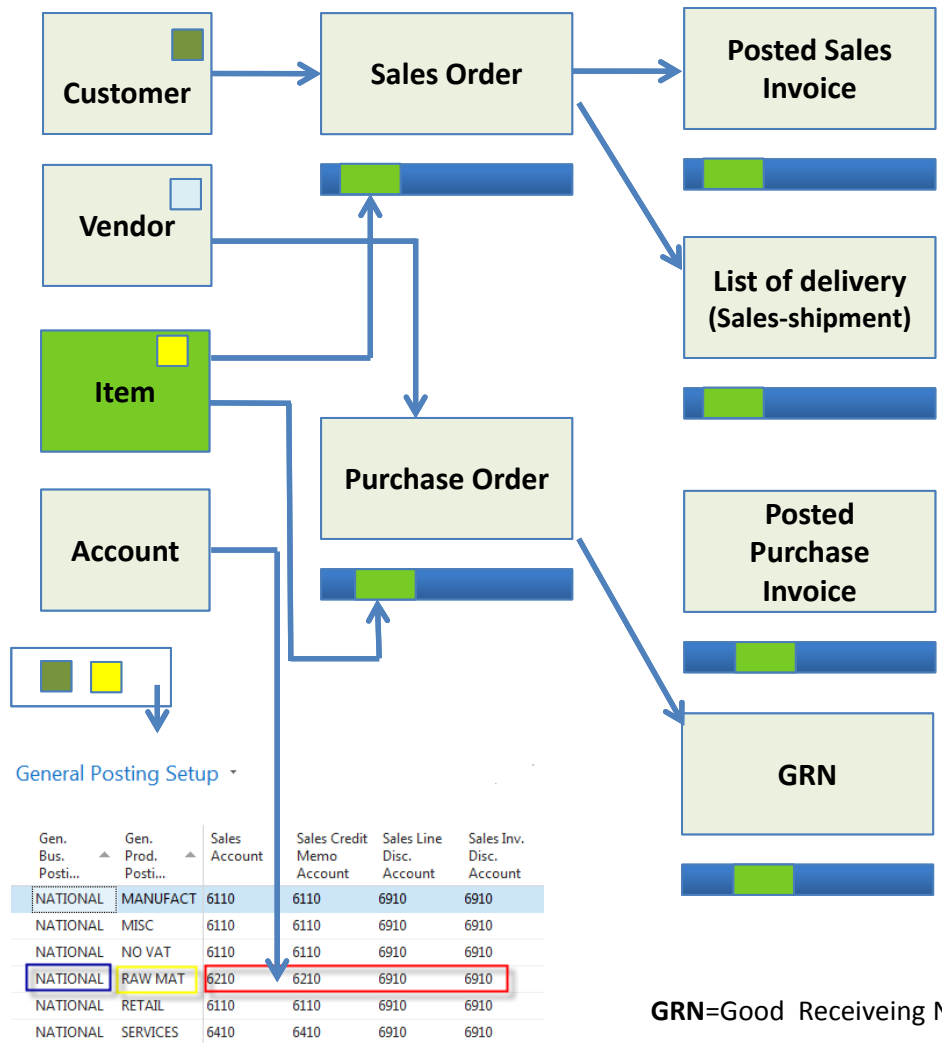 Customer
Sales Order
Posted Sales
Invoice
Vendor
List of delivery
(Sales-shipment)
Item
Purchase Order
Account
Posted
Purchase
Invoice
GRN
General Posting Setup
Gen. Bus. Posti... Gen. Prod. Posti... Sales Account Sales Credit Memo Account Sales Line Disc. Account Sales Inv. Disc. Account
NATIONAL MANUFACT 6110 6110 6910 6910
NATIONAL MISC 6110 6110 6910 6910
NATIONAL NO VAT 6110 6110 6910 6910
NATIONAL RAW MAT 6210 6210 6910 6910
NATIONAL RETAIL 6110 6110 6910 6910
NATIONAL SERVICES 6410 6410 6910 6910
GRN=Good Receiveing N